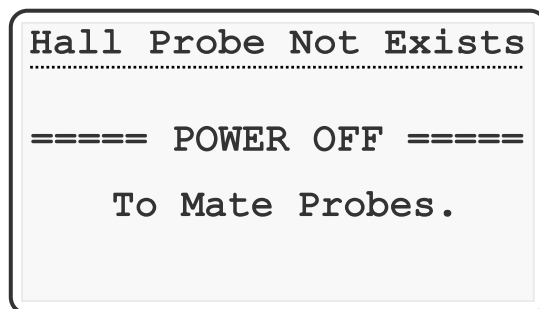 Hall Probe Not Exists
===== POWER OFF =====
To Mate Probes.